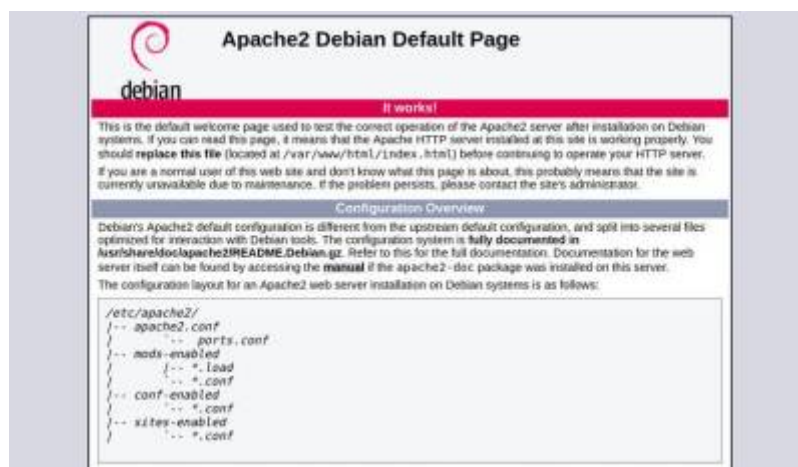 Apache2 Debian Default Page
debian
It works!
This is the default welcome page used to test the correct operation of the Apache2 server after installation on Debian
systems. If you can read this page, it means that the Apache HTTP server installed at this site is working properly. You
should replace this file (located at /var/www/html/index.html) before continuing to operate your HTTP server.
If you are a normal user of this web site and don't know what this page is about, this probably means that the site is
currently unavailable due to maintenance. If the problem persists, please contact the site's administrator.
Configuration Overview
Debian's Apache2 default configuration is different from the upstream default configuration, and split into several files
optimized for interaction with Debian tools. The configuration system is fully documented in
/usr/share/doc/apache2/README.Debian.gz. Refer to this for the full documentation. Documentation for the web
server itself can be found by accessing the manual if the apache2-doc package was installed on this server.
The configuration layout for an Apache2 web server installation on Debian systems is as follows:
/etc/apache2/
|-- apache2.conf
|       `--  ports.conf
|-- mods-enabled
|       |-- *.load
|       `-- *.conf
|-- conf-enabled
|       `-- *.conf
|-- sites-enabled
|       `-- *.conf